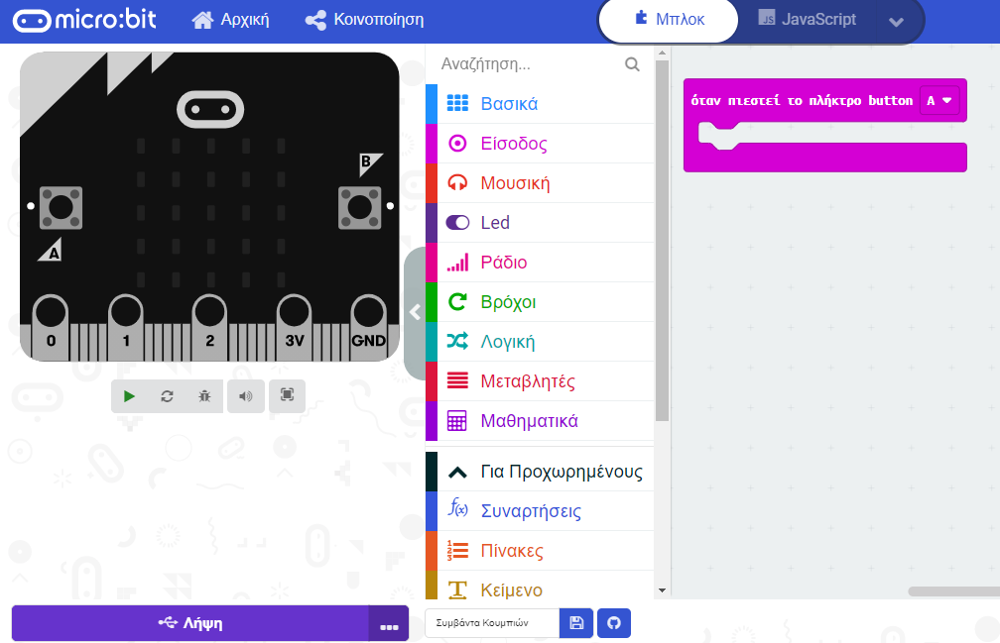 micro:bit
Αρχική
Κοινοποίηση
Μπλοκ
JS JavaScript
B
A
0 1 2 3V GND
Λήψη
Αναζήτηση...
Βασικά
Είσοδος
Μουσική
Led
Ράδιο
Βρόχοι
Λογική
Μεταβλητές
Μαθηματικά
Για Προχωρημένους
f(x) Συναρτήσεις
Πίνακες
Κείμενο
Συμβάντα Κουμπιών
όταν πιεστεί το πλήκτρο button A